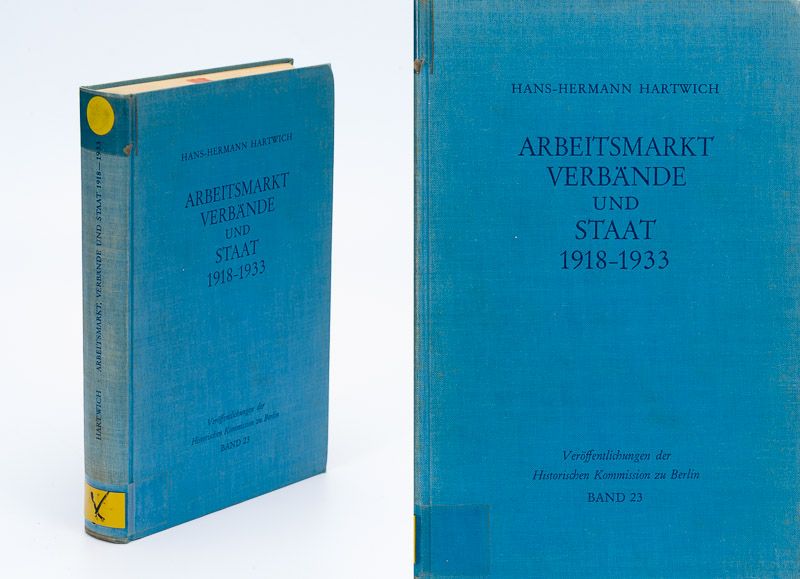 HARTWICH · ARBEITSMARKT, VERBÄNDE UND STAAT 1918—1933
HANS-HERMANN HARTWICH
ARBEITSMARKT
VERBÄNDE
UND
STAAT
1918-1933
Veröffentlichungen der
Historischen Kommission zu Berlin
BAND 23
HANS-HERMANN HARTWICH
ARBEITSMARKT
VERBÄNDE
UND
STAAT
1918-1933
Veröffentlichungen der
Historischen Kommission zu Berlin
BAND 23